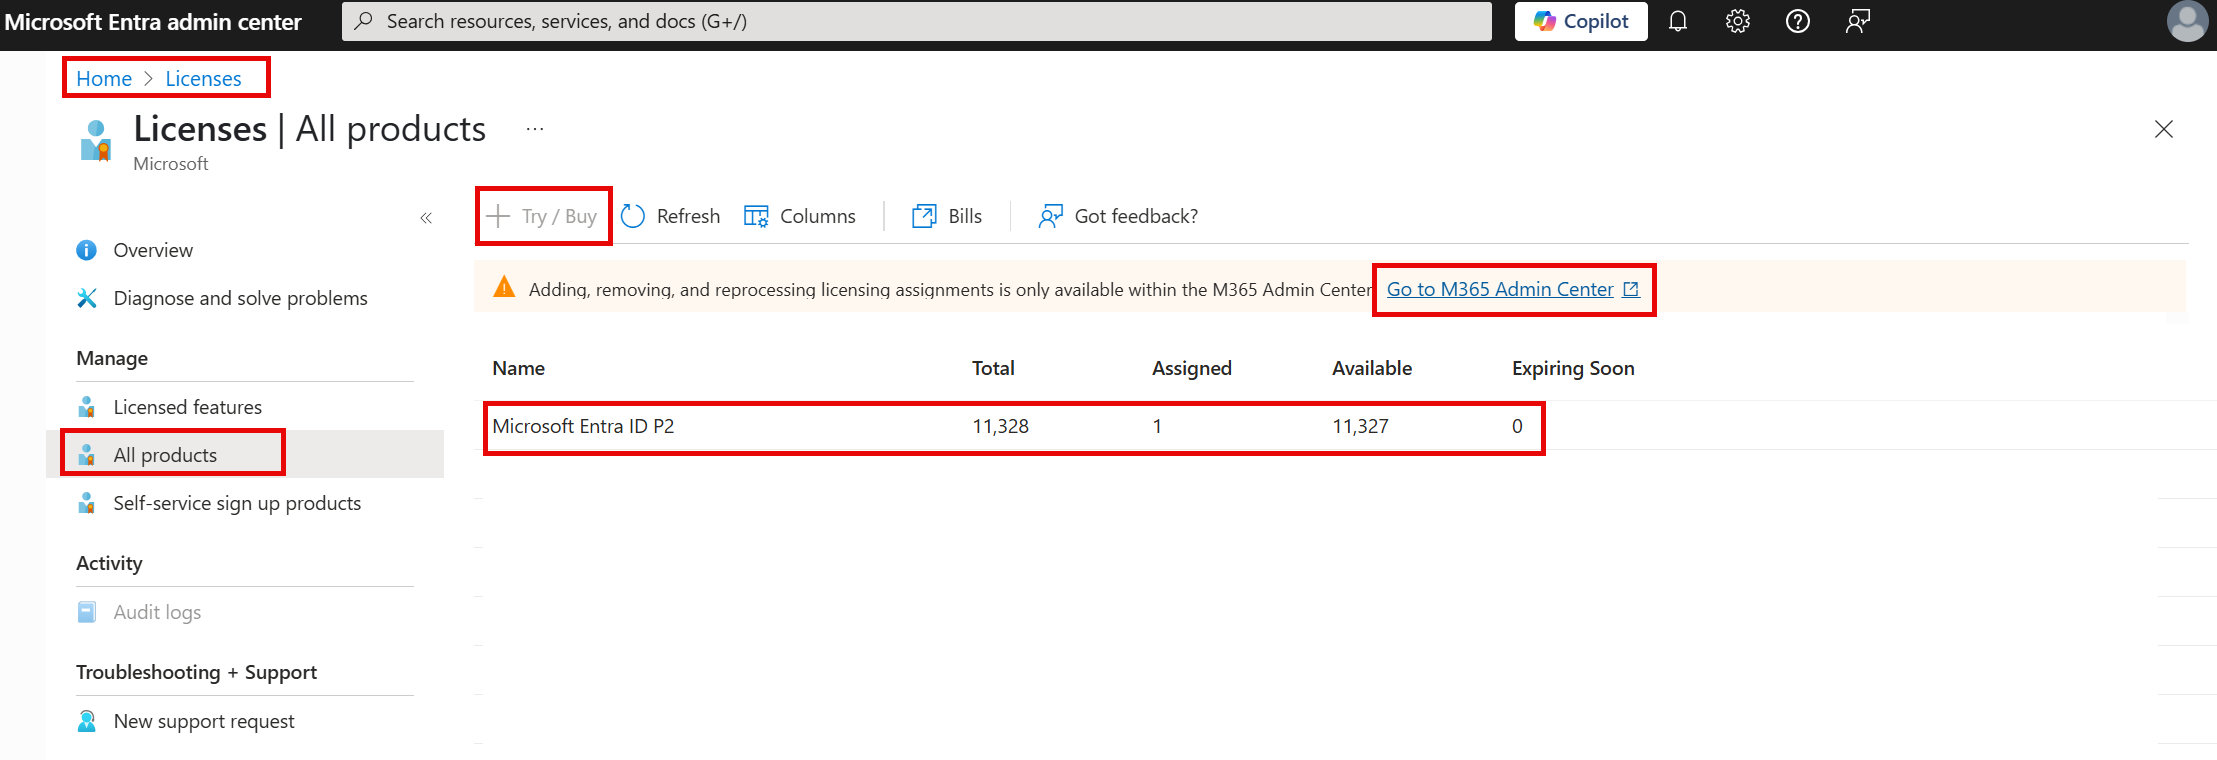 Microsoft Entra admin center
Search resources, services, and docs (G+/)
Copilot
Home > Licenses
Licenses | All products ...
Microsoft
Try / Buy
Refresh
Columns
Bills
Got feedback?
Overview
Diagnose and solve problems
Manage
Licensed features
All products
Self-service sign up products
Activity
Audit logs
Troubleshooting + Support
New support request
Adding, removing, and reprocessing licensing assignments is only available within the M365 Admin Center Go to M365 Admin Center
Name Total Assigned Available Expiring Soon
Microsoft Entra ID P2 11,328 1 11,327 0